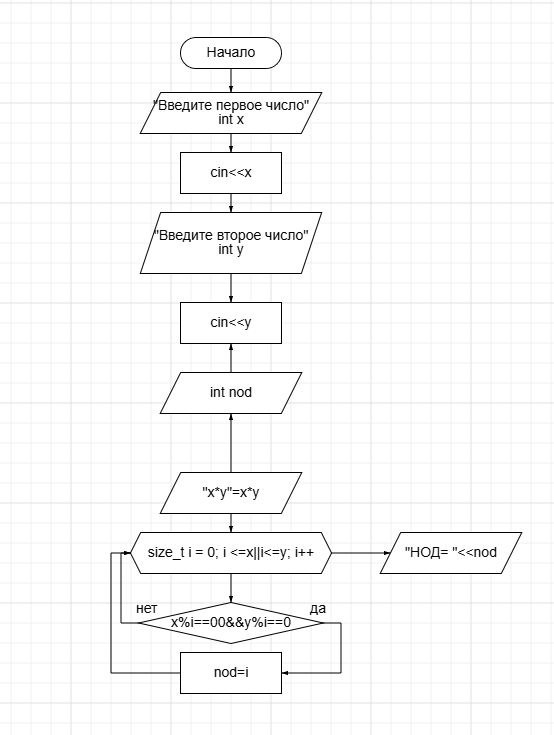 Начало
"Введите первое число"
int x
cin<<x
"Введите второе число"
int y
cin<<y
int nod
"x*y"=x*y
size_t i = 0; i <=x||i<=y; i++
"НОД= "<<nod
нет
да
x%i==00&&y%i==0
nod=i